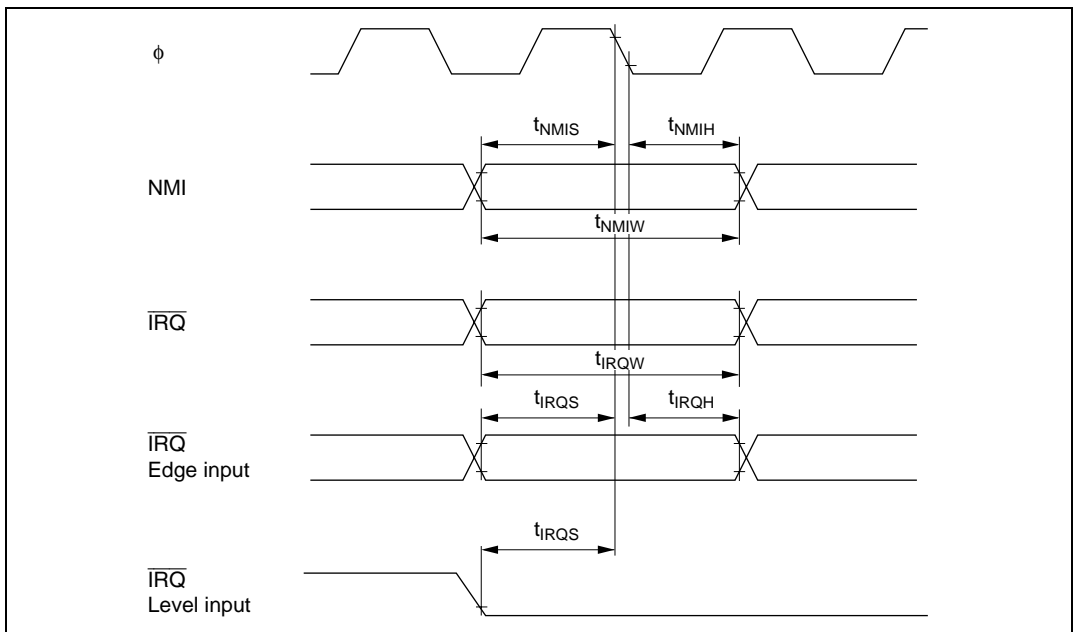 ϕ
tNMIS tNMIH
NMI
tNMIW
IRQ
tIRQW
tIRQS tIRQH
IRQ
Edge input
tIRQS
IRQ
Level input